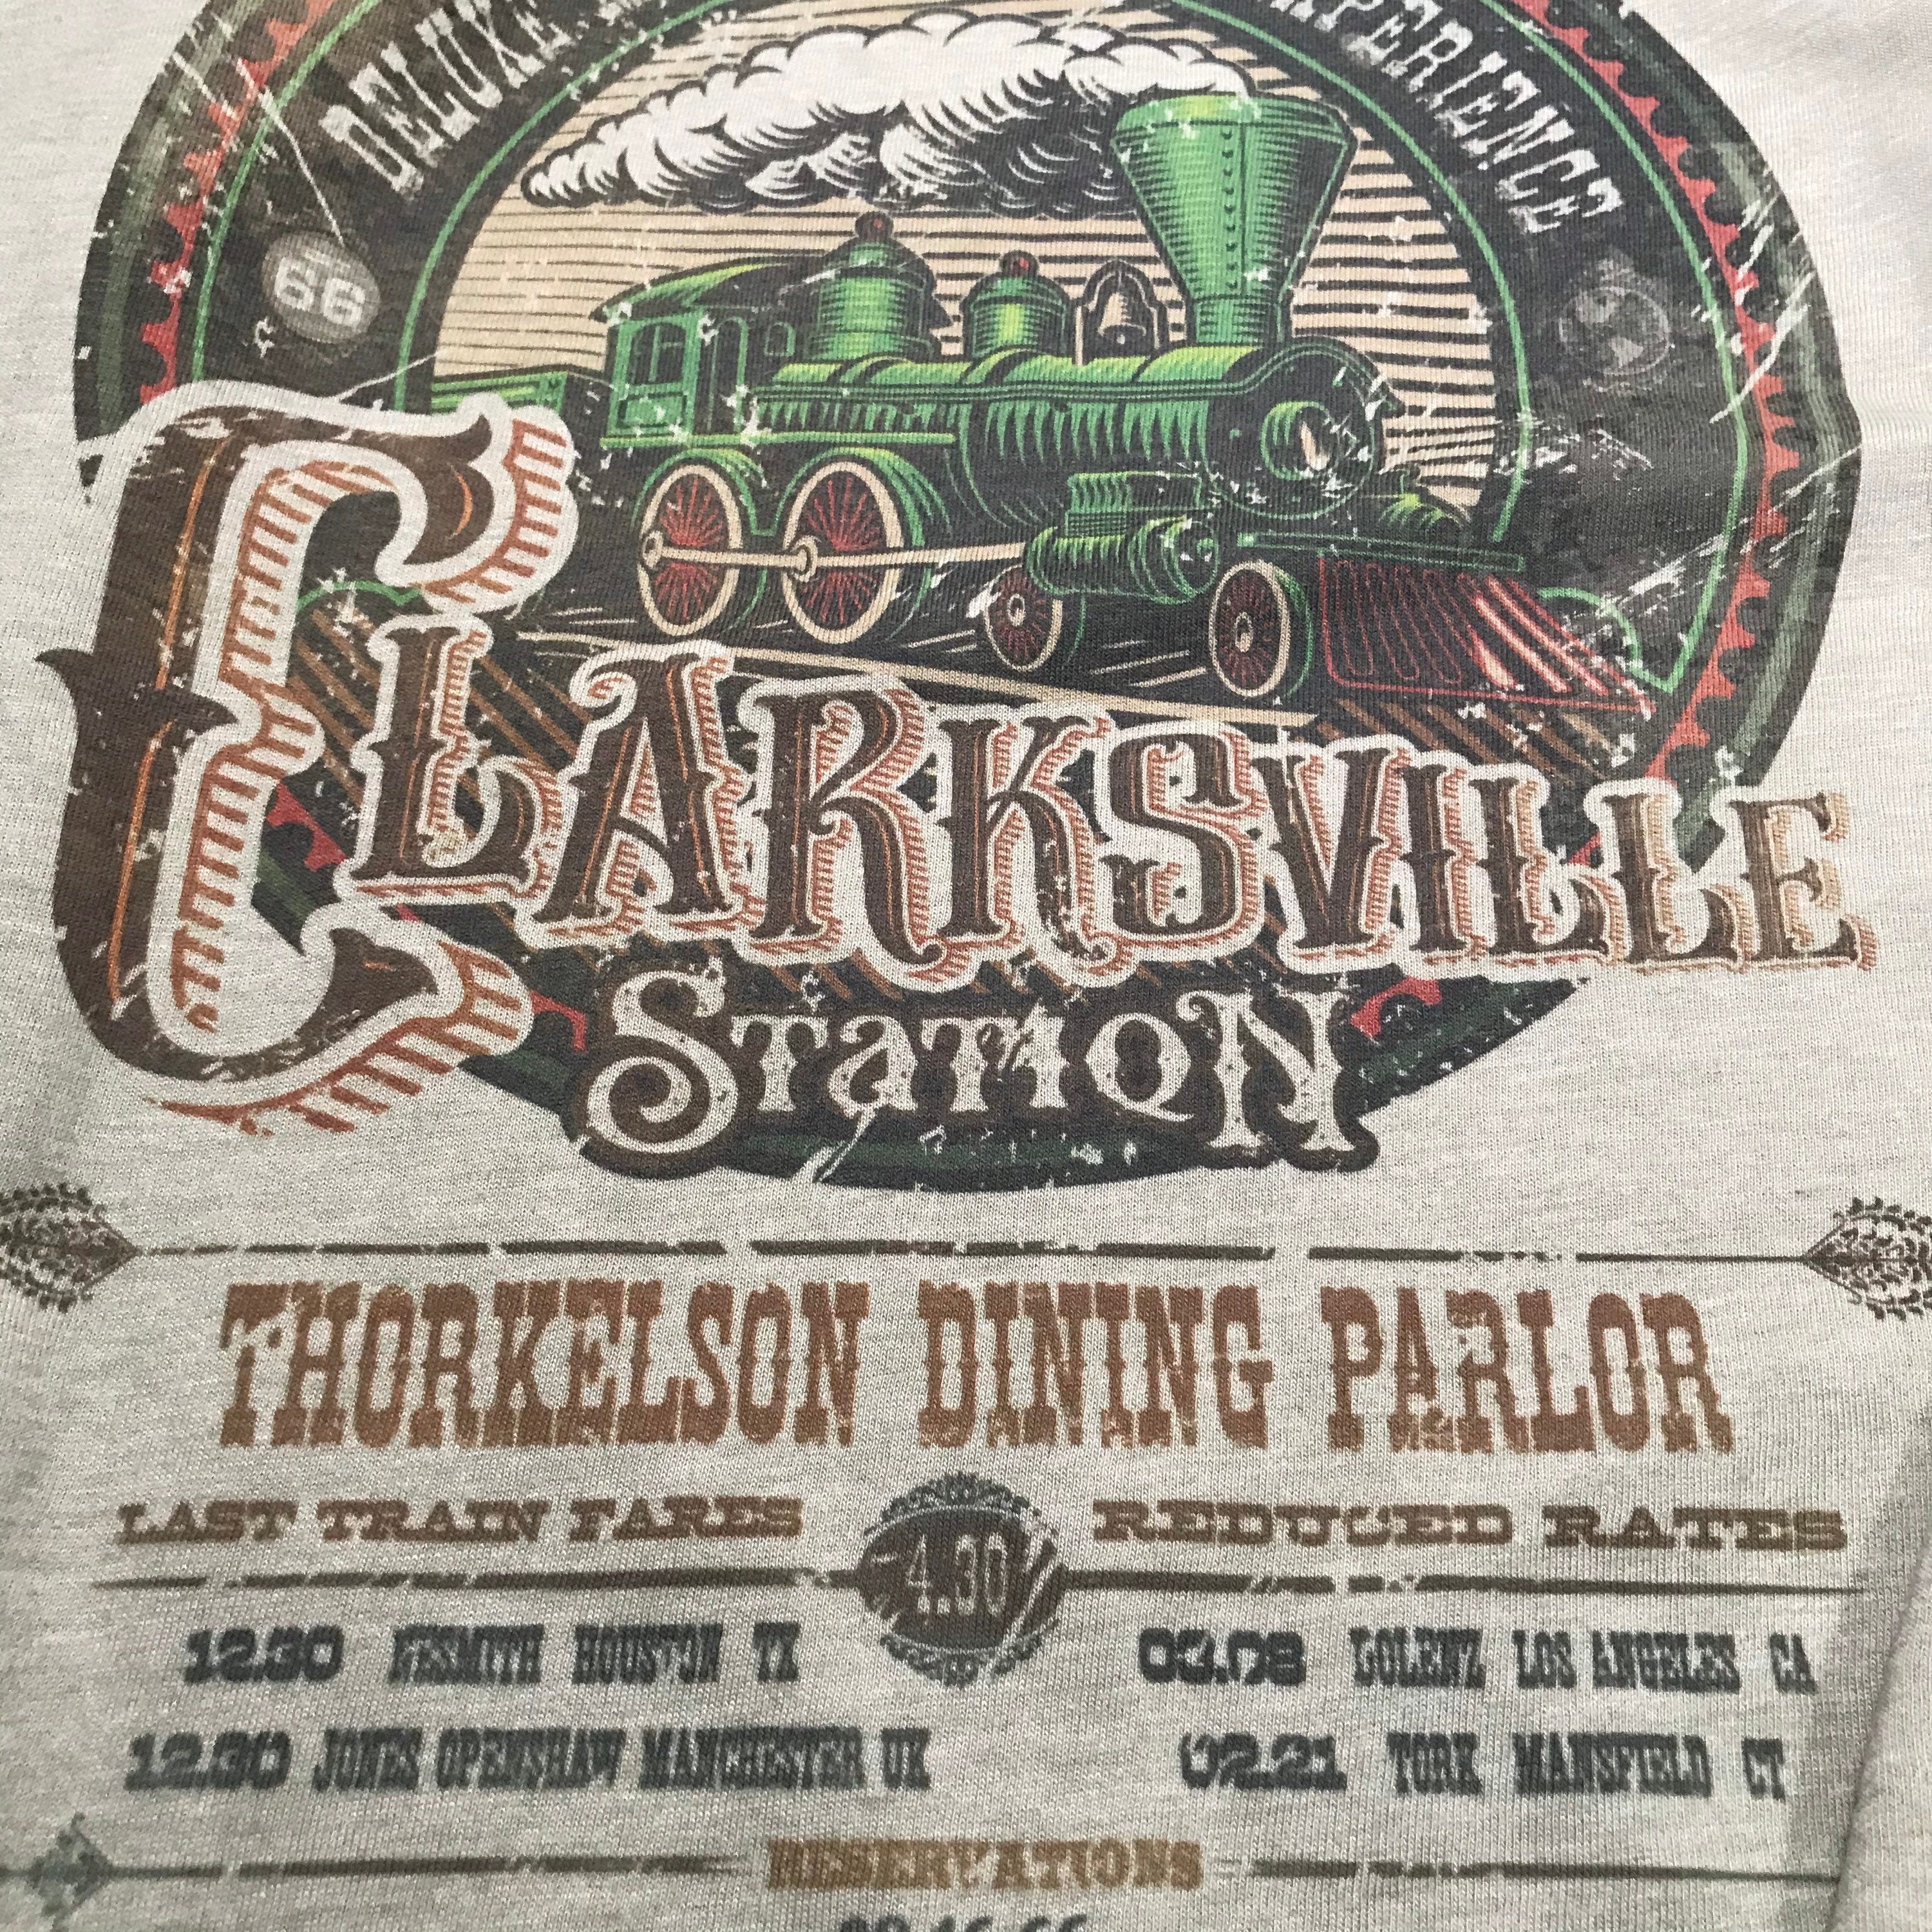 DELUXE
EXPERIENCE
66
CLARKSVILLE
STATION
THORKELSON DINING PARLOR
LAST TRAIN FARES 4.30 REDUCED RATES
12.30 NESMITH HOUSTON TX 03.08 DOLENZ LOS ANGELES CA
12.30 JONES OPENSHAW MANCHESTER UK 02.21 TORK MANSFIELD CT
RESERVATIONS